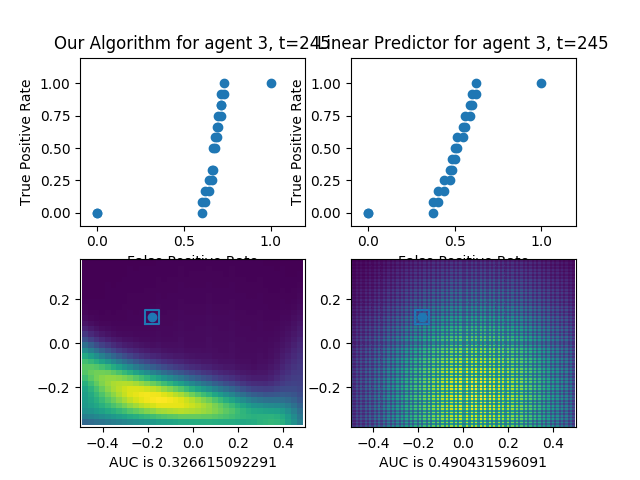 Our Algorithm for agent 3, t=245
Linear Predictor for agent 3, t=245
True Positive Rate
1.00
0.75
0.50
0.25
0.00
0.0 0.5 1.0
False Positive Rate
True Positive Rate
1.00
0.75
0.50
0.25
0.00
0.0 0.5 1.0
False Positive Rate
0.2
0.0
−0.2
−0.4 −0.2 0.0 0.2 0.4
AUC is 0.326615092291
0.2
0.0
−0.2
−0.4 −0.2 0.0 0.2 0.4
AUC is 0.490431596091